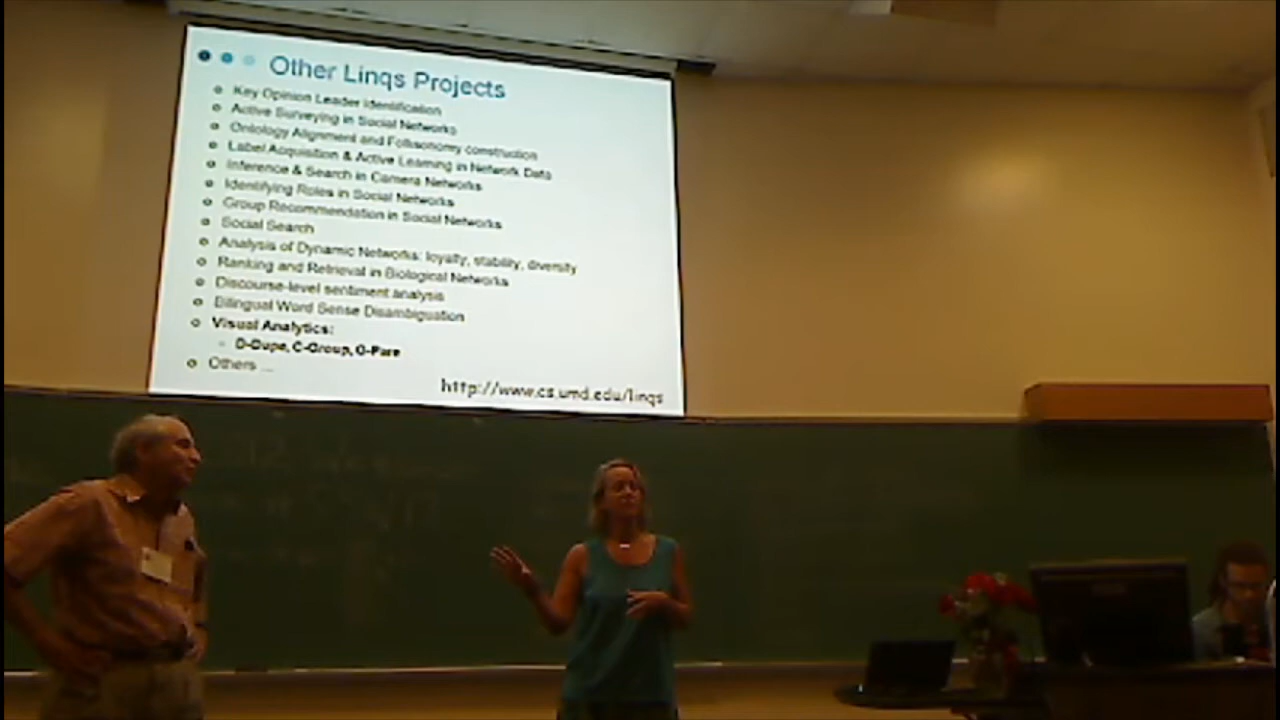 Other Linqs Projects
Key Opinion Leader Identification
Active Surveying in Social Networks
Ontology Alignment and Folksonomy construction
Label Acquisition & Active Learning in Network Data
Inference & Search in Camera Networks
Identifying Roles in Social Networks
Group Recommendation in Social Networks
Social Search
Analysis of Dynamic Networks: loyalty, stability, diversity
Ranking and Retrieval in Biological Networks
Discourse-level sentiment analysis
Bilingual Word Sense Disambiguation
Visual Analytics:
D-Dupe, C-Group, G-Pare
Others ...
http://www.cs.umd.edu/linqs